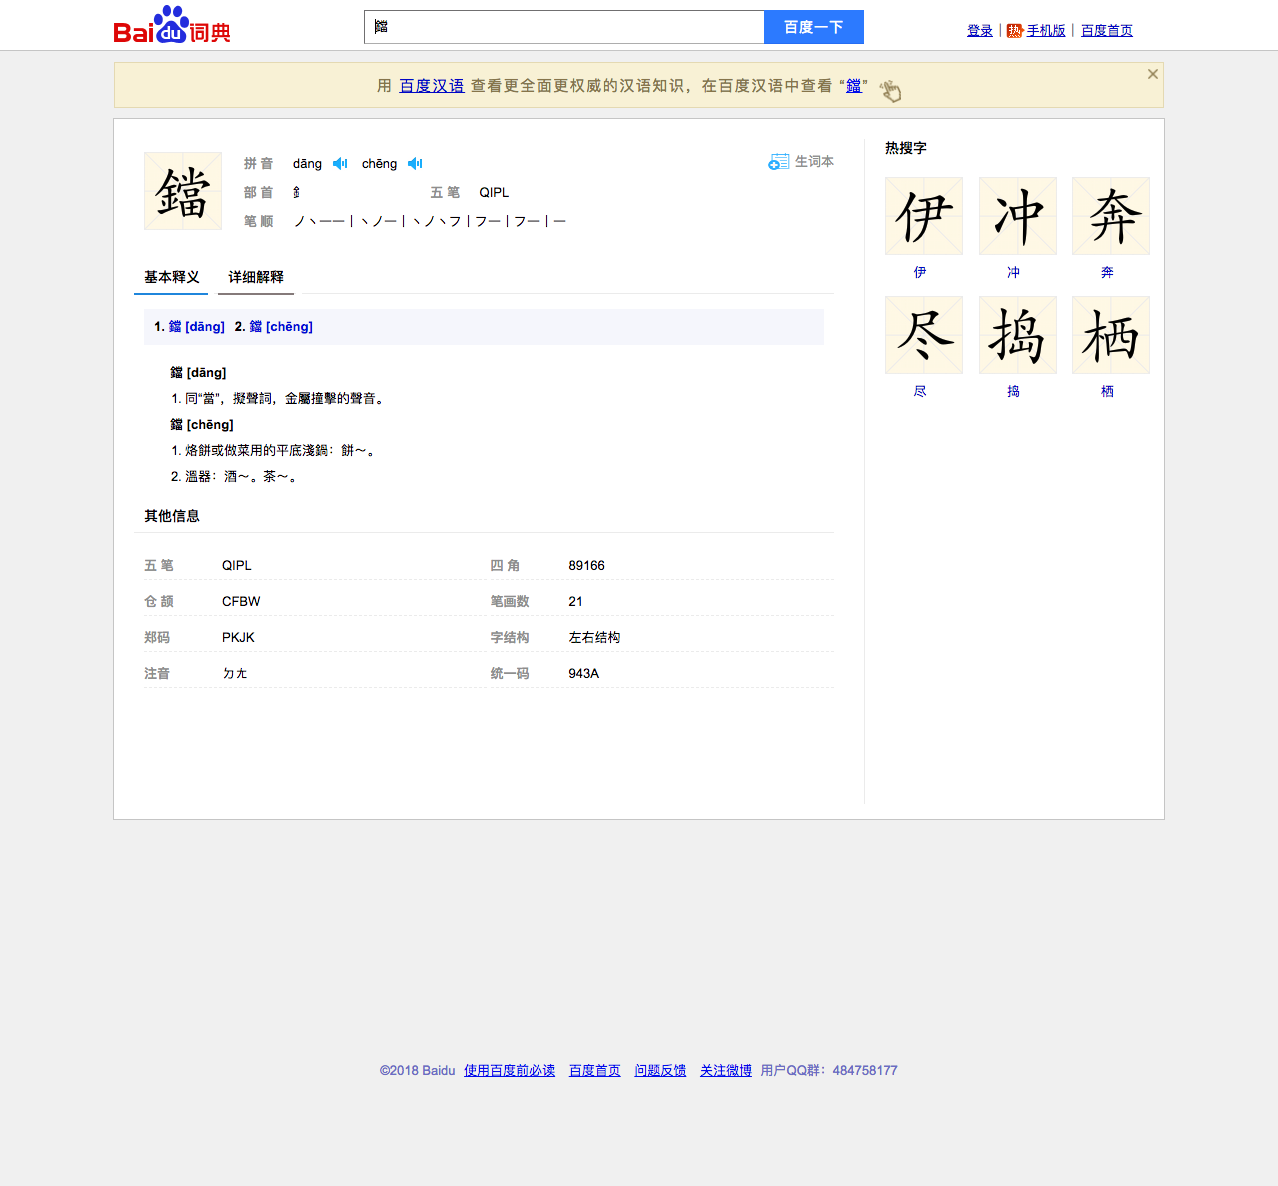 Bai du 词典
鐺
百度一下
登录 | 热 手机版 | 百度首页
用 百度汉语 查看更全面更权威的汉语知识，在百度汉语中查看 “鐺”
鐺
拼 音 dāng chēng
生词本
部 首 釒 五 笔 QIPL
笔 顺 ノ丶一一丨丶ノ一丨丶ノ丶フ丨フ一丨フ一丨一
基本释义 详细解释
1. 鐺 [dāng] 2. 鐺 [chēng]
鐺 [dāng]
1. 同“當”，擬聲詞，金屬撞擊的聲音。
鐺 [chēng]
1. 烙餅或做菜用的平底淺鍋：餅～。
2. 溫器：酒～。茶～。
其他信息
五 笔 QIPL 四 角 89166
仓 颉 CFBW 笔画数 21
郑码 PKJK 字结构 左右结构
注音 ㄉㄤ 统一码 943A
热搜字
伊 冲 奔
伊 冲 奔
尽 捣 栖
尽 捣 栖
©2018 Baidu 使用百度前必读 百度首页 问题反馈 关注微博 用户QQ群：484758177